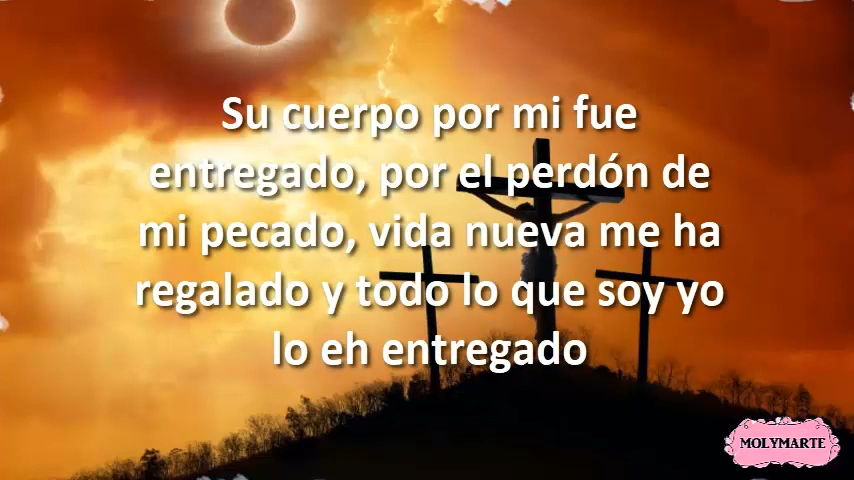 Su cuerpo por mi fue
entregado, por el perdón de
mi pecado, vida nueva me ha
regalado y todo lo que soy yo
lo eh entregado
MOLYMARTE